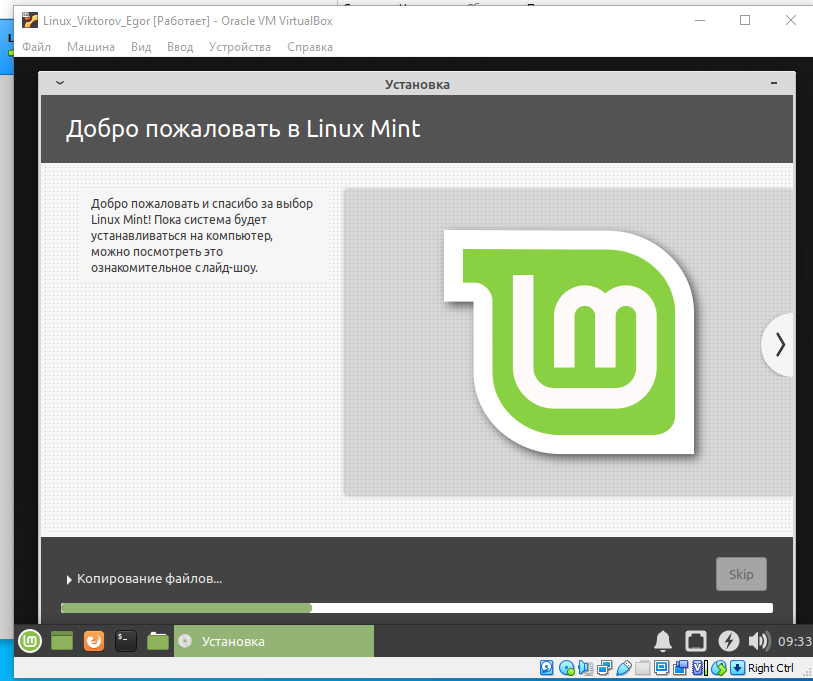 Linux_Viktorov_Egor [Работает] - Oracle VM VirtualBox
Файл Машина Вид Ввод Устройства Справка
Установка
Добро пожаловать в Linux Mint
Добро пожаловать и спасибо за выбор
Linux Mint! Пока система будет
устанавливаться на компьютер,
можно посмотреть это
ознакомительное слайд-шоу.
Копирование файлов...
Skip
Установка
09:33
Right Ctrl